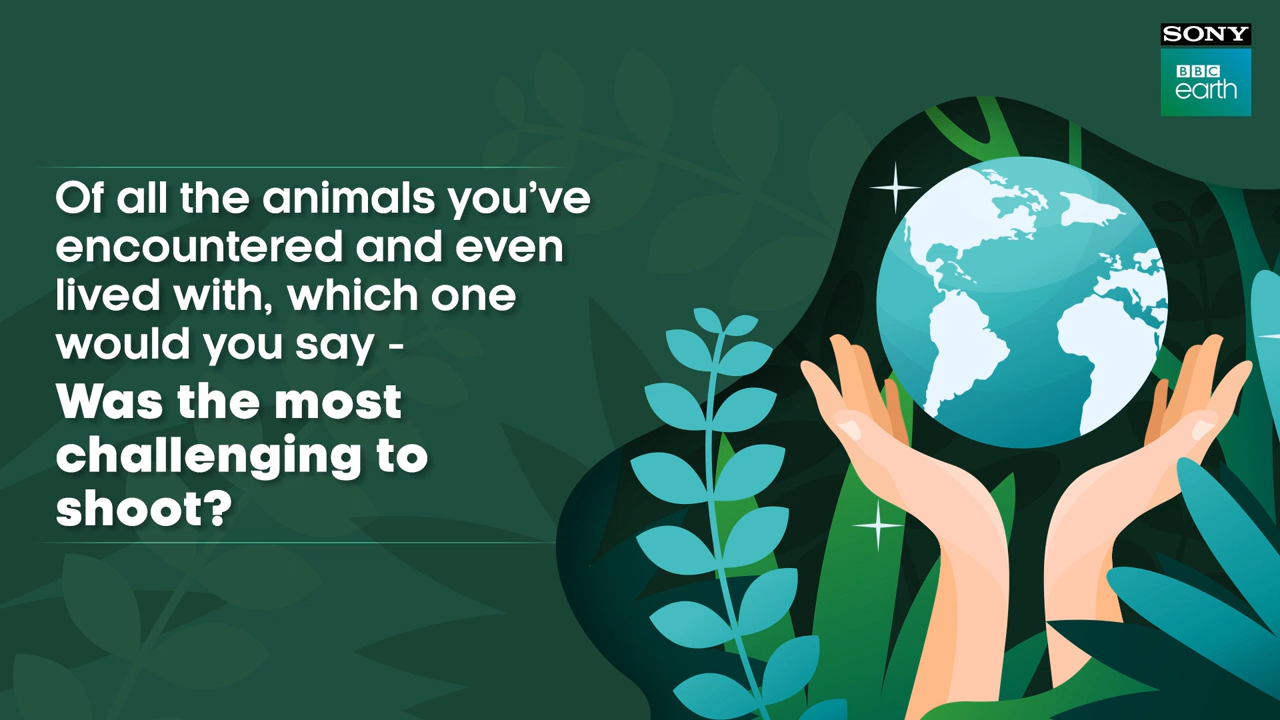 SONY
BBC
earth
Of all the animals you’ve
encountered and even
lived with, which one
would you say -
Was the most
challenging to
shoot?